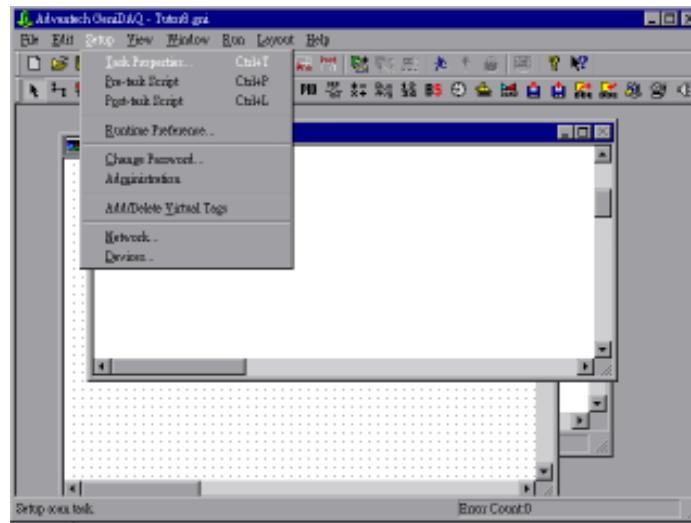 Advantech GeniDAQ - Tutor8.gni
File Edit Setup View Window Run Layout Help
Task Properties... Ctrl+T
Pre-task Script Ctrl+P
Post-task Script Ctrl+L
Runtime Preference...
Change Password...
Administration
Add/Delete Virtual Tags
Network...
Devices...
Setup scan task.
Error Count:0